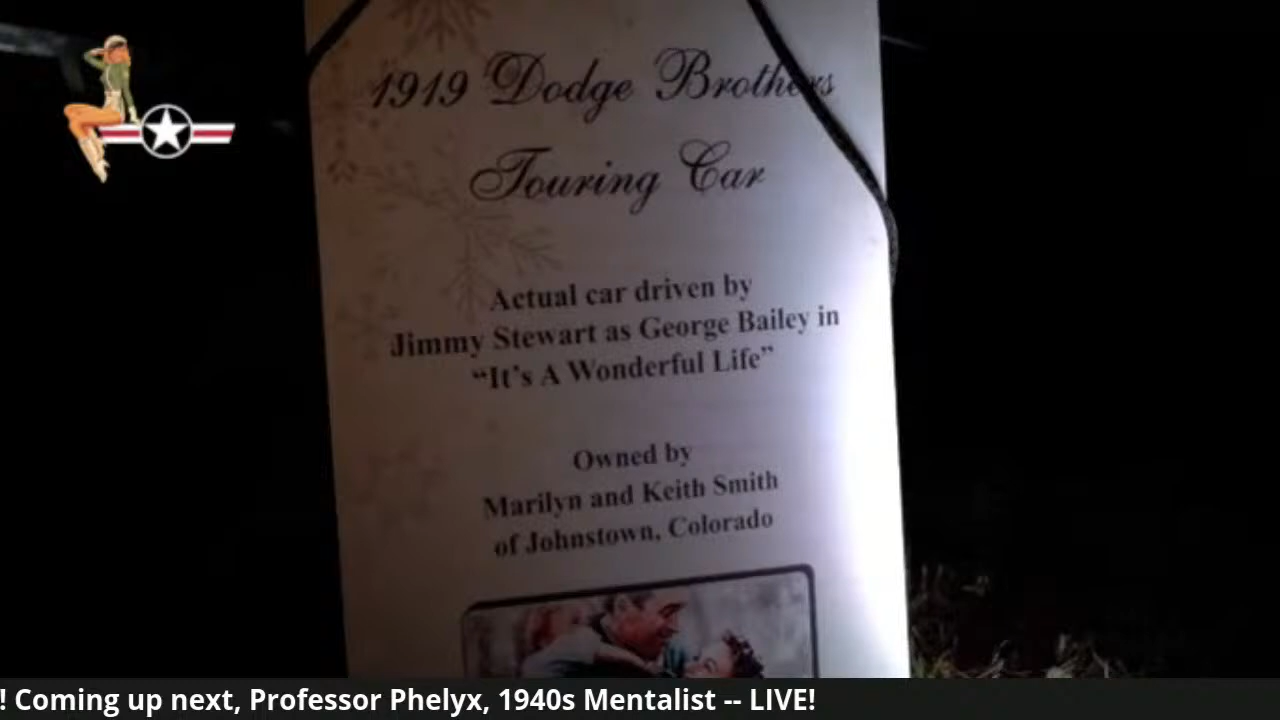 1919 Dodge Brothers
Touring Car
Actual car driven by
Jimmy Stewart as George Bailey in
“It’s A Wonderful Life”
Owned by
Marilyn and Keith Smith
of Johnstown, Colorado
! Coming up next, Professor Phelyx, 1940s Mentalist -- LIVE!